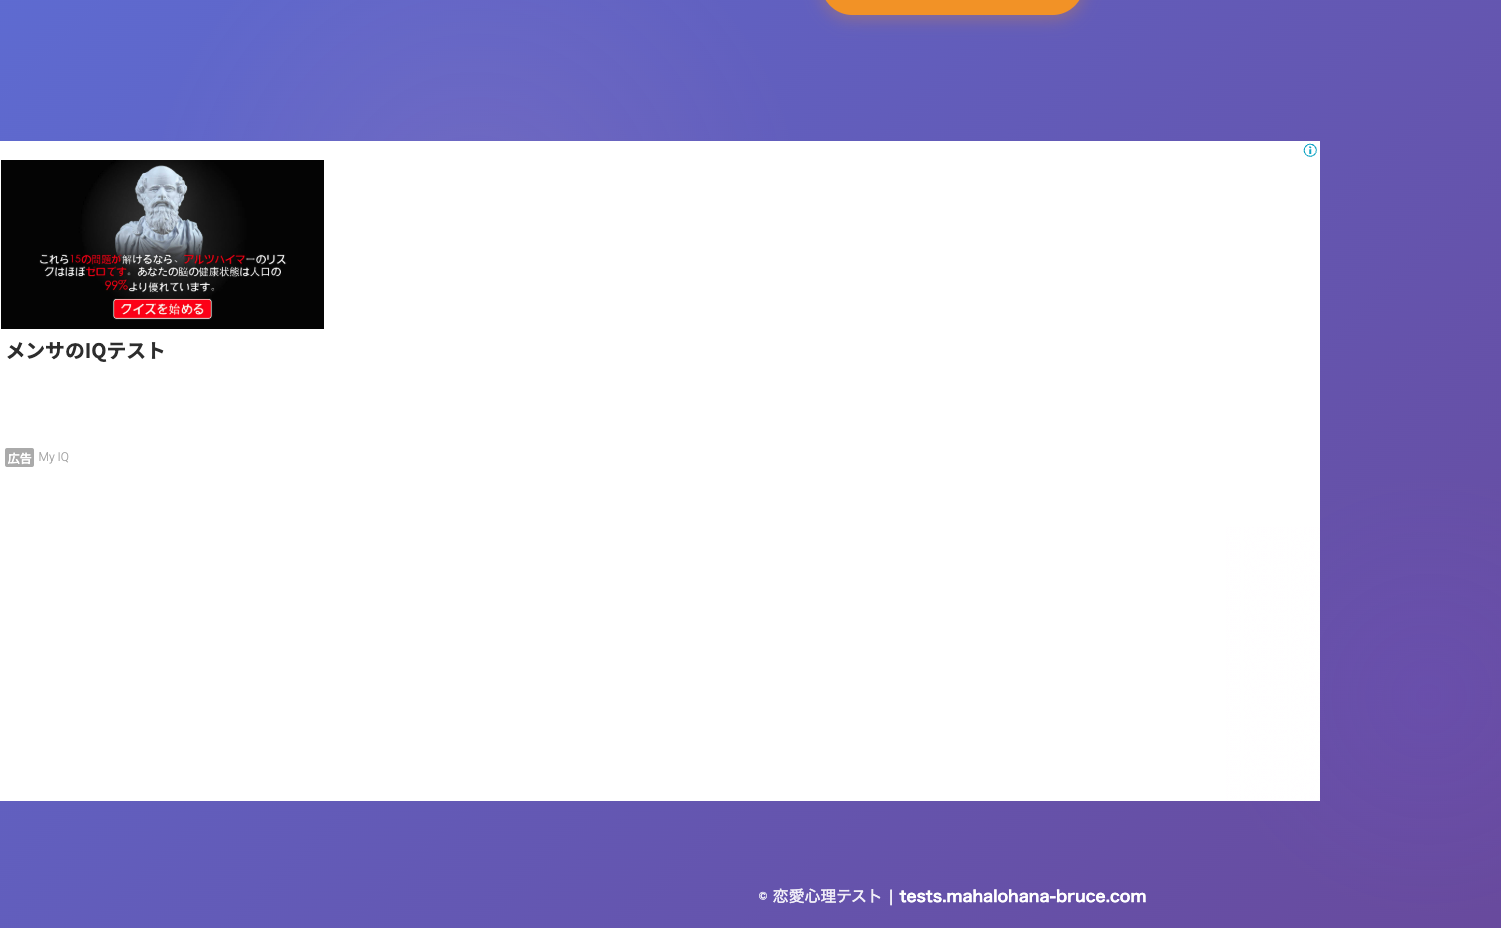 これら15の問題が解けるなら、アルツハイマーのリス
クはほぼゼロです。あなたの脳の健康状態は人口の
99%より優れています。
クイズを始める
メンサのIQテスト
広告 My IQ
© 恋愛心理テスト | tests.mahalohana-bruce.com